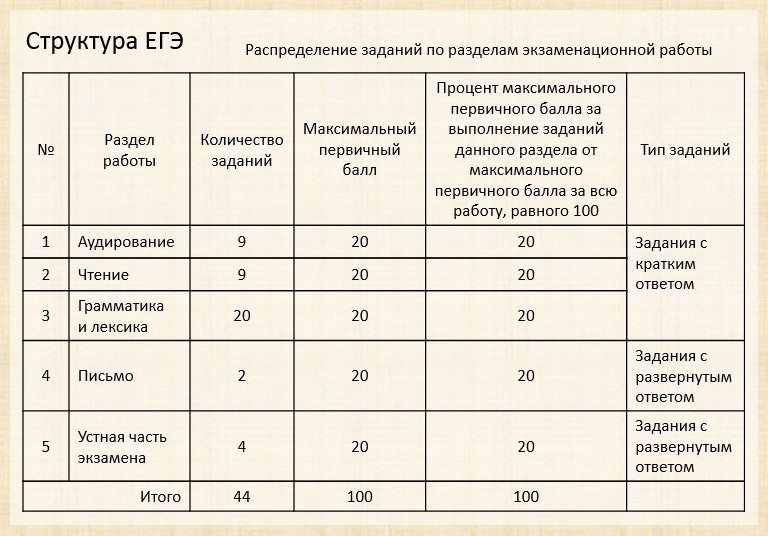 Структура ЕГЭ
Распределение заданий по разделам экзаменационной работы
№
Раздел
работы
Количество
заданий
Максимальный
первичный
балл
Процент максимального
первичного балла за
выполнение заданий
данного раздела от
максимального
первичного балла за всю
работу, равного 100
Тип заданий
1 Аудирование 9 20 20
Задания с
кратким
ответом
2 Чтение 9 20 20
3 Грамматика
и лексика
20 20 20
4 Письмо 2 20 20
Задания с
развернутым
ответом
5 Устная часть
экзамена
4 20 20
Задания с
развернутым
ответом
Итого 44 100 100